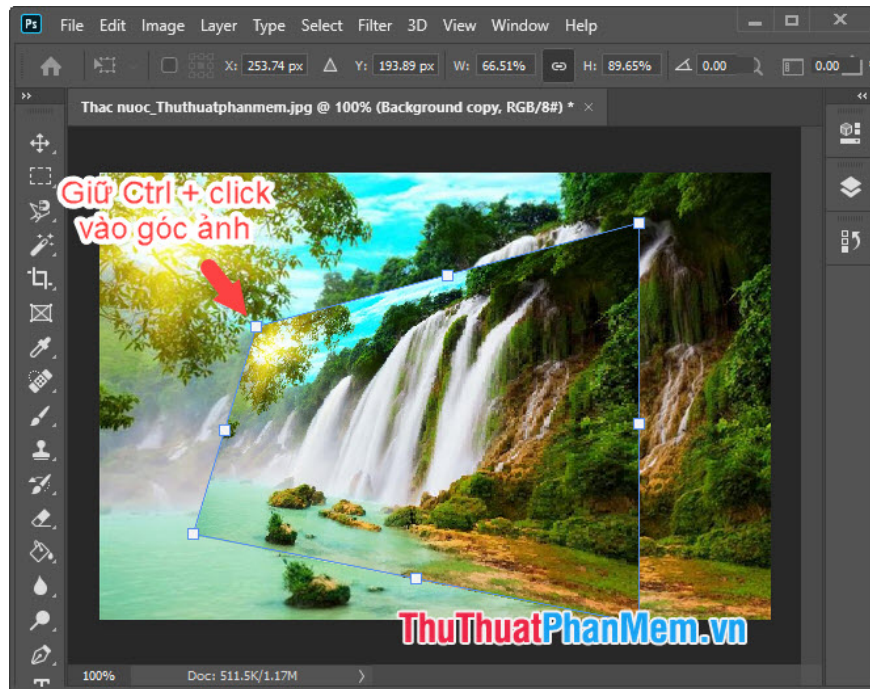 Ps File Edit Image Layer Type Select Filter 3D View Window Help
X: 253.74 px Y: 193.89 px W: 66.51% H: 89.65% 0.00 0.00
Thac nuoc_Thuthuatphanmem.jpg @ 100% (Background copy, RGB/8#) *
Giữ Ctrl + click
vào góc ảnh
ThuThuatPhanMem.vn
100% Doc: 511.5K/1.17M